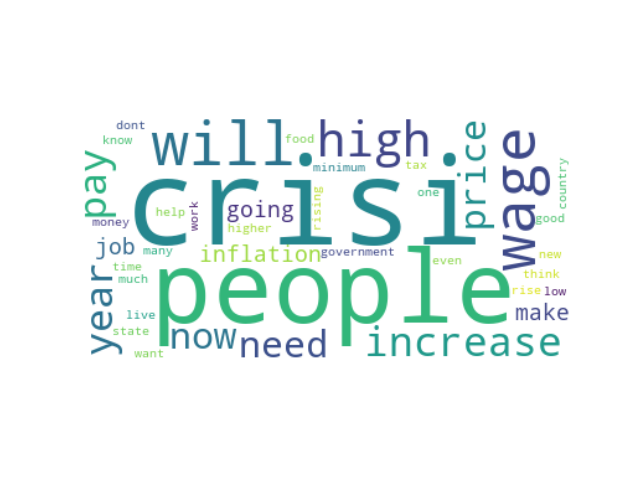 dont
will
high
price
wage
know
food
pay
minimum
tax
crisi
country
one
rising
help
work
going
good
money
higher
job
many
inflation
government
even
new
people
time
think
year
much
rise
low
live
make
state
now
need
increase
want